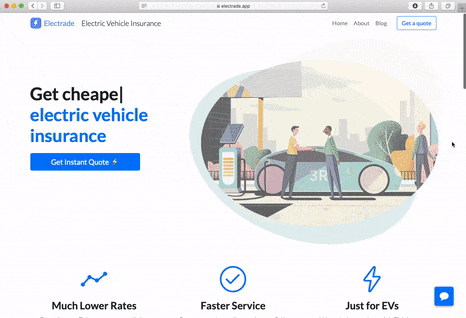 electrade.app
Electrade Electric Vehicle Insurance
Home About Blog Get a quote
Get cheape|
electric vehicle
insurance
Get Instant Quote
3R
Much Lower Rates
Faster Service
Just for EVs